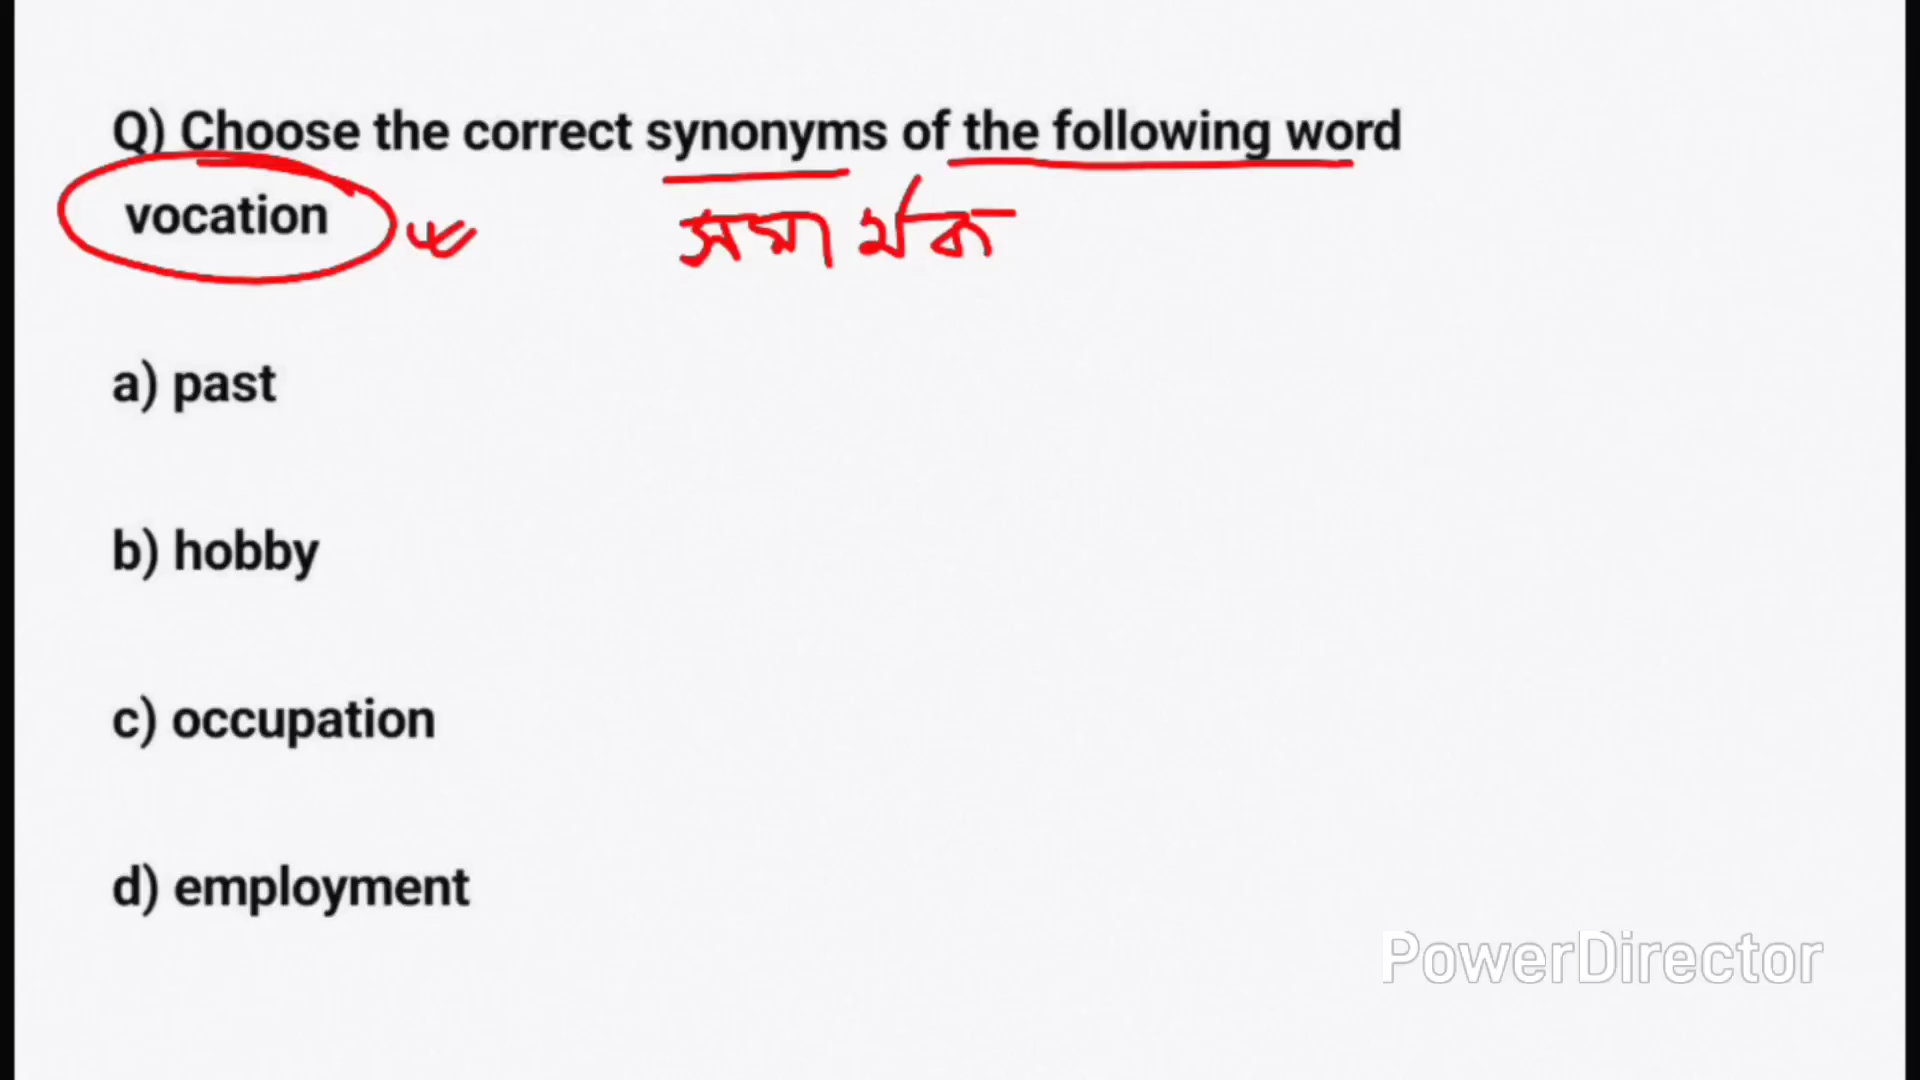 Q) Choose the correct synonyms of the following word
vocation
সমার্থক
a) past
b) hobby
c) occupation
d) employment
PowerDirector